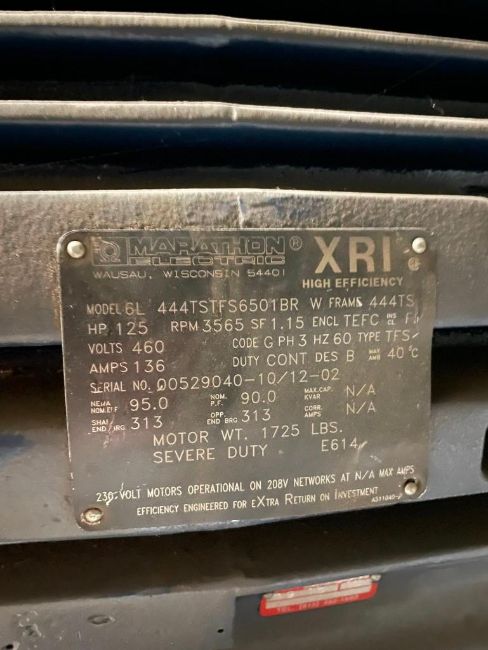 MARATHON® XRI
ELECTRIC
WAUSAU, WISCONSIN 54401
HIGH EFFICIENCY
MODEL 6L 444TSTFS6501BR W FRAME 444TS
HP 125 RPM 3565 SF 1.15 ENCL TEFC INS CL F
VOLTS 460 CODE G PH 3 HZ 60 TYPE TFS
AMPS 136 DUTY CONT DES B MAX AMB 40°C
SERIAL NO. 00529040-10/12-02
NEMA NOM.EFF 95.0 NOM. P.F. 90.0 MAX.CAP. KVAR N/A
SHAFT END BRG 313 OPP. END BRG 313 CORR. AMPS N/A
MOTOR WT. 1725 LBS.
SEVERE DUTY E614
230 VOLT MOTORS OPERATIONAL ON 208V NETWORKS AT N/A MAX AMPS
EFFICIENCY ENGINEERED FOR EXTRA RETURN ON INVESTMENT